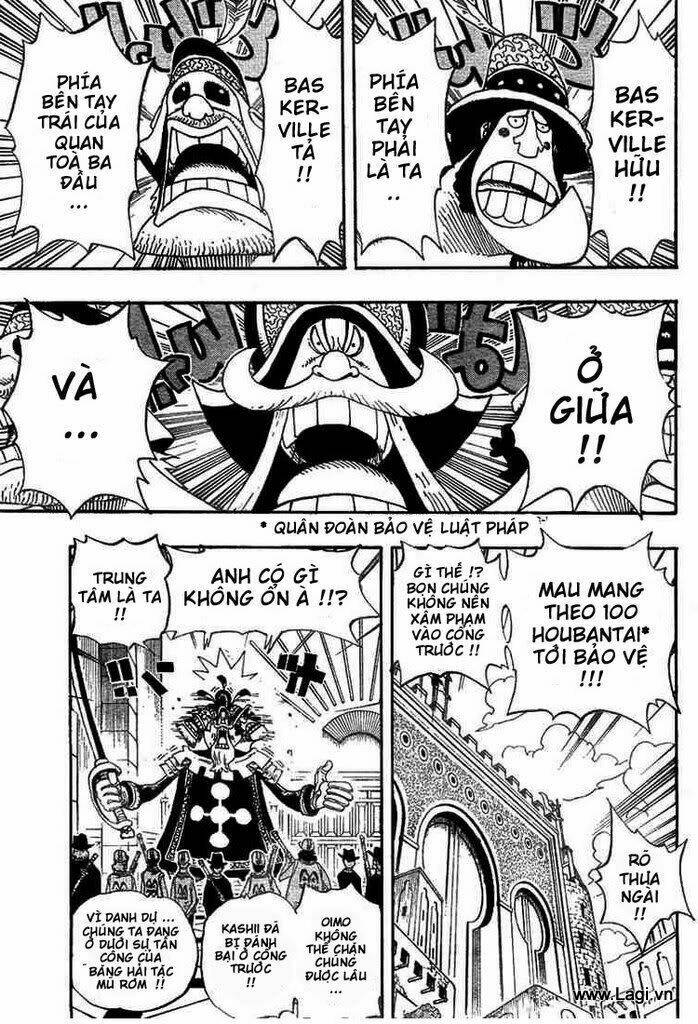 BAS
KER-
VILLE
HỮU
!!
PHÍA
BÊN TAY
PHẢI
LÀ TA ..
BAS
KER-
VILLE
TẢ
!!
PHÍA
BÊN TAY
TRÁI CỦA
QUAN
TOÀ BA
ĐẦU
...
Ở
GIỮA
!!
VÀ
...
* QUÂN ĐOÀN BẢO VỆ LUẬT PHÁP
MAU MANG
THEO 100
HOUBANTAI*
TỚI BẢO VỆ
!!!
GÌ THẾ !?
BỌN CHÚNG
KHÔNG NÊN
XÂM PHẠM
VÀO CỔNG
TRƯỚC !!
RÕ
THƯA
NGÀI
!!
ANH CÓ GÌ
KHÔNG ỔN À !!?
TRUNG
TÂM LÀ TA
!!
OIMO
KHÔNG
THỂ CHẶN
CHÚNG
ĐƯỢC LÂU
...
KASHII ĐÃ
BỊ ĐÁNH
BẠI Ở CỔNG
TRƯỚC !!
VÌ DANH DỰ ...
CHÚNG TA ĐANG
Ở DƯỚI SỰ TẤN
CÔNG CỦA
BĂNG HẢI TẶC
MŨ RƠM !!
www.Lagi.vn